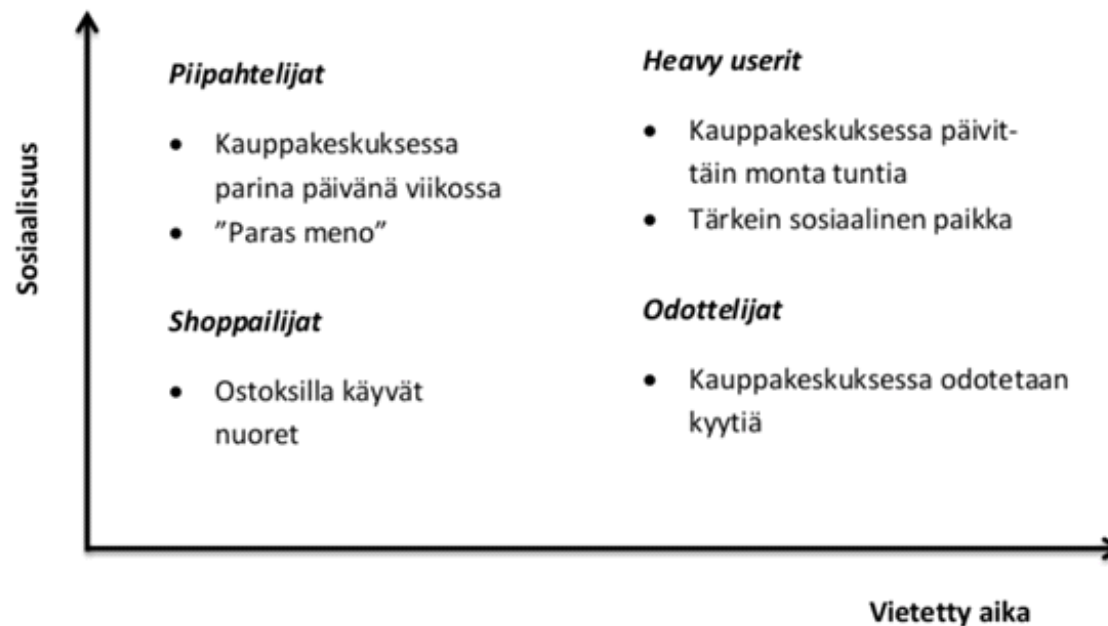 Sosiaalisuus
Piipahtelijat
• Kauppakeskuksessa
parina päivänä viikossa
• ”Paras meno”
Heavy userit
• Kauppakeskuksessa päivit-
täin monta tuntia
• Tärkein sosiaalinen paikka
Shoppailijat
• Ostoksilla käyvät
nuoret
Odottelijat
• Kauppakeskuksessa odotetaan
kyytiä
Vietetty aika